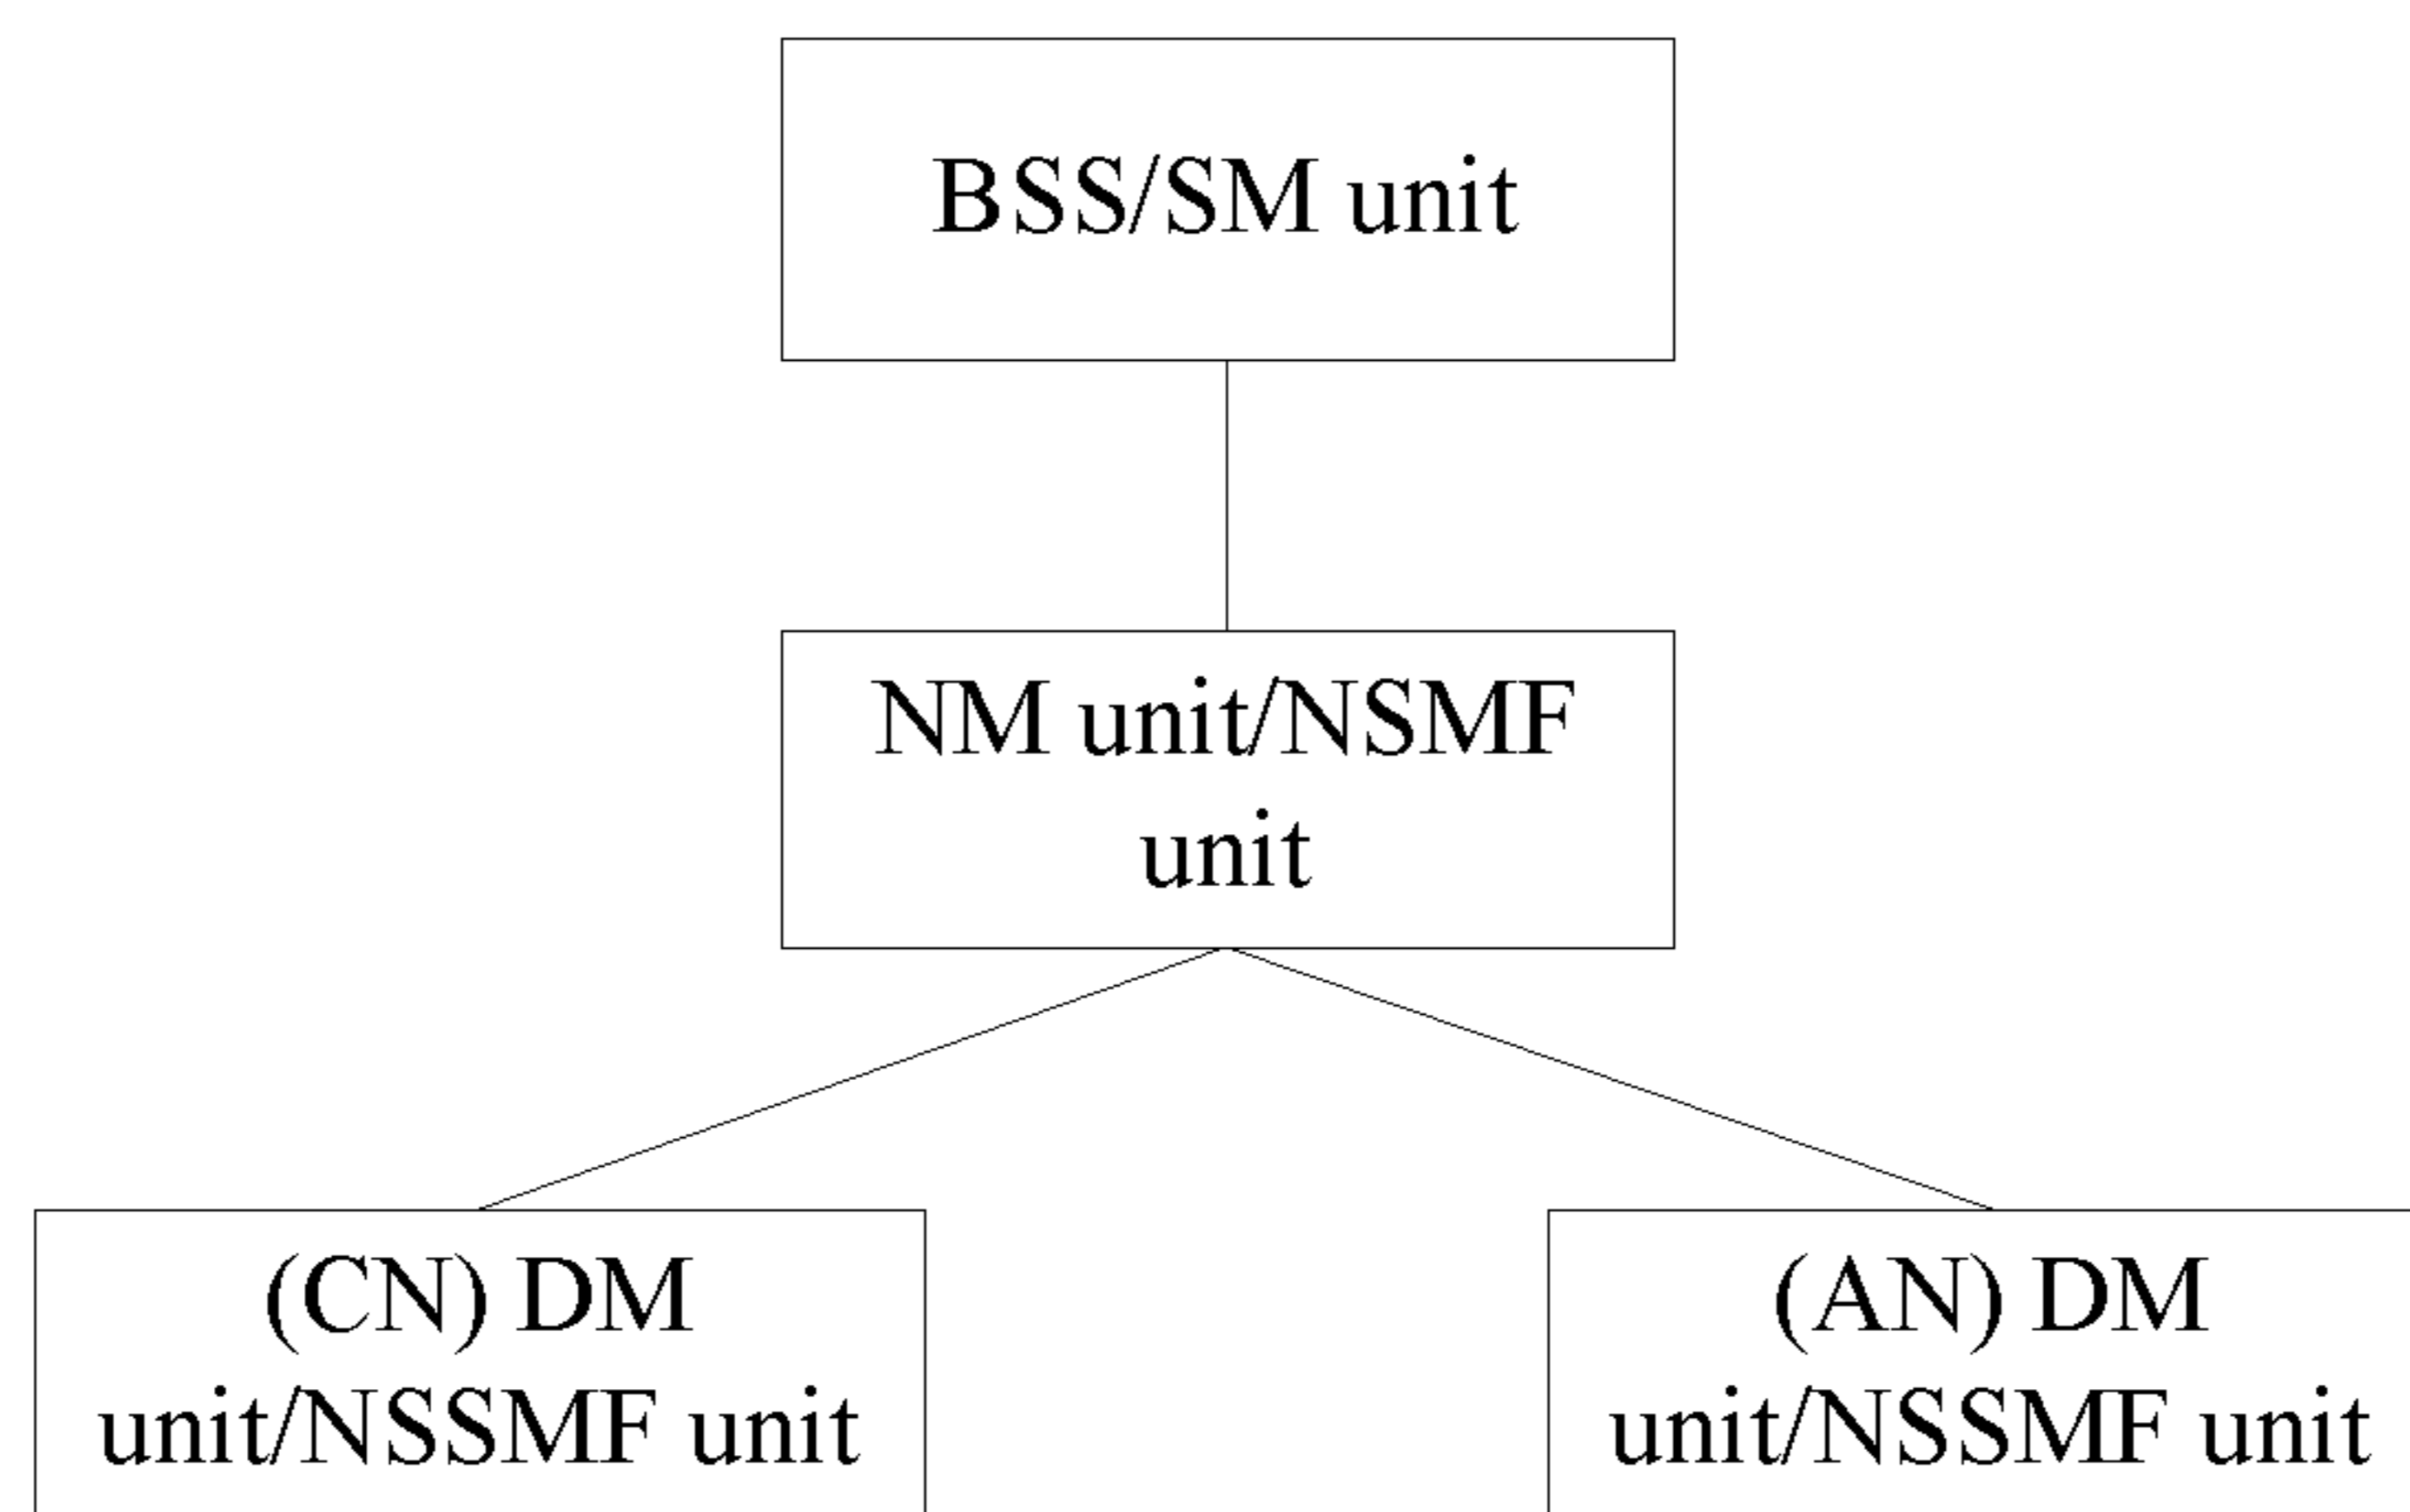 BSS/SM unit
NM unit/NSMF
unit
(CN) DM
unit/NSSMF unit
(AN) DM
unit/NSSMF unit